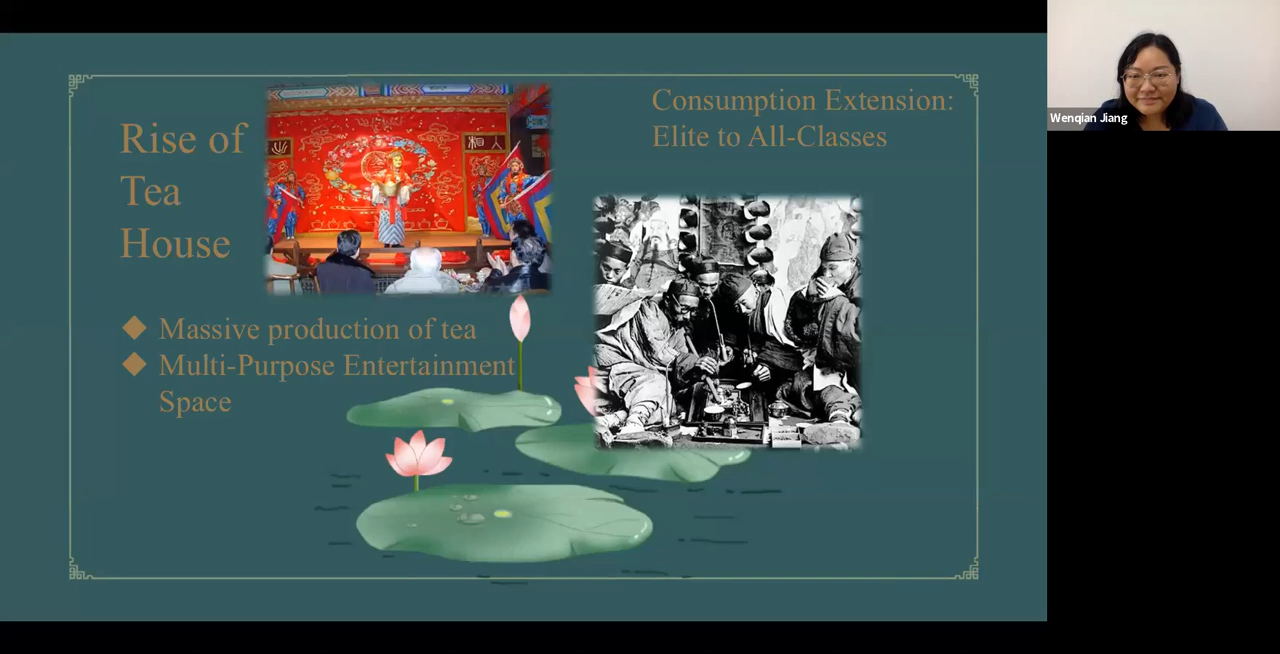 Rise of
Tea
House
Massive production of tea
Multi-Purpose Entertainment
Space
Consumption Extension:
Elite to All-Classes
Wenqian Jiang